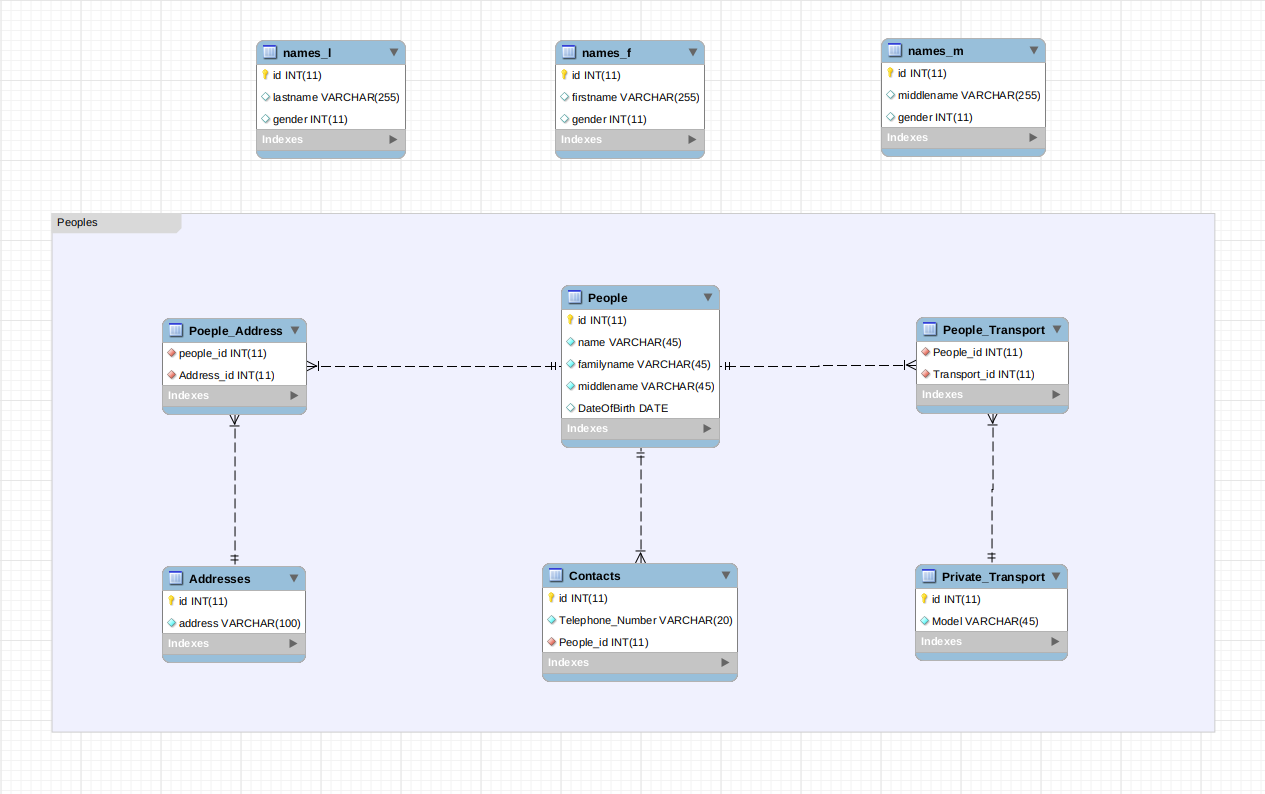 names_l
id INT(11)
lastname VARCHAR(255)
gender INT(11)
Indexes
names_f
id INT(11)
firstname VARCHAR(255)
gender INT(11)
Indexes
names_m
id INT(11)
middlename VARCHAR(255)
gender INT(11)
Indexes
Peoples
Poeple_Address
people_id INT(11)
Address_id INT(11)
Indexes
People
id INT(11)
name VARCHAR(45)
familyname VARCHAR(45)
middlename VARCHAR(45)
DateOfBirth DATE
Indexes
People_Transport
People_id INT(11)
Transport_id INT(11)
Indexes
Addresses
id INT(11)
address VARCHAR(100)
Indexes
Contacts
id INT(11)
Telephone_Number VARCHAR(20)
People_id INT(11)
Indexes
Private_Transport
id INT(11)
Model VARCHAR(45)
Indexes